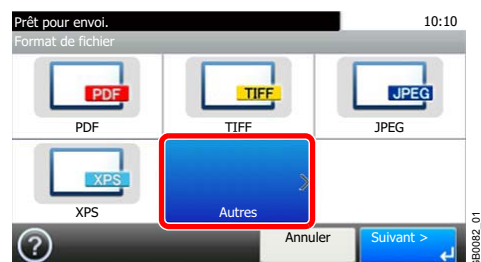 Prêt pour envoi. 10:10
Format de fichier
PDF TIFF JPEG
PDF TIFF JPEG
XPS
XPS Autres
? Annuler Suivant >